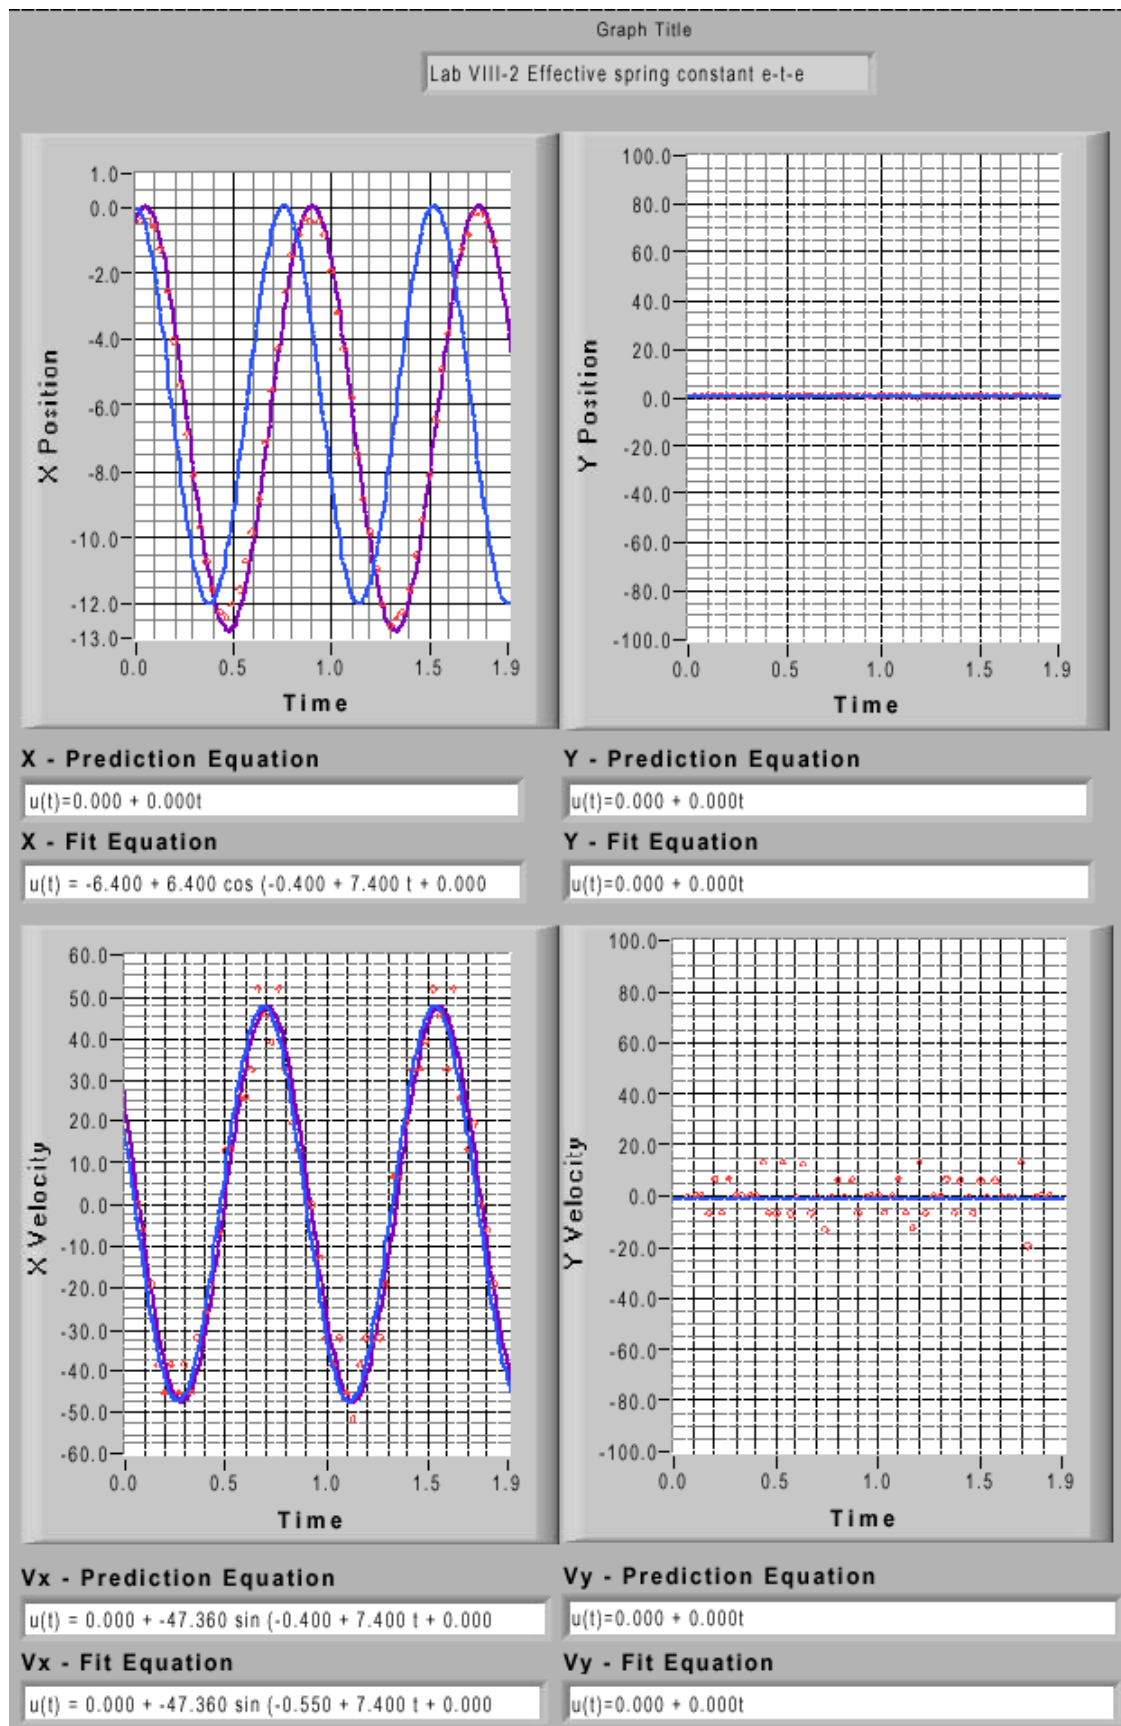 Graph Title
Lab VIII-2 Effective spring constant e-t-e
1.0
0.0
-2.0
-4.0
-6.0
-8.0
-10.0
-12.0
-13.0
X Position
0.0 0.5 1.0 1.5 1.9
Time
100.0
80.0
60.0
40.0
20.0
0.0
-20.0
-40.0
-60.0
-80.0
-100.0
Y Position
0.0 0.5 1.0 1.5 1.9
Time
X - Prediction Equation
u(t)=0.000 + 0.000t
X - Fit Equation
u(t) = -6.400 + 6.400 cos (-0.400 + 7.400 t + 0.000
Y - Prediction Equation
u(t)=0.000 + 0.000t
Y - Fit Equation
u(t)=0.000 + 0.000t
60.0
50.0
40.0
30.0
20.0
10.0
0.0
-10.0
-20.0
-30.0
-40.0
-50.0
-60.0
X Velocity
0.0 0.5 1.0 1.5 1.9
Time
100.0
80.0
60.0
40.0
20.0
0.0
-20.0
-40.0
-60.0
-80.0
-100.0
Y Velocity
0.0 0.5 1.0 1.5 1.9
Time
Vx - Prediction Equation
u(t) = 0.000 + -47.360 sin (-0.400 + 7.400 t + 0.000
Vx - Fit Equation
u(t) = 0.000 + -47.360 sin (-0.550 + 7.400 t + 0.000
Vy - Prediction Equation
u(t)=0.000 + 0.000t
Vy - Fit Equation
u(t)=0.000 + 0.000t